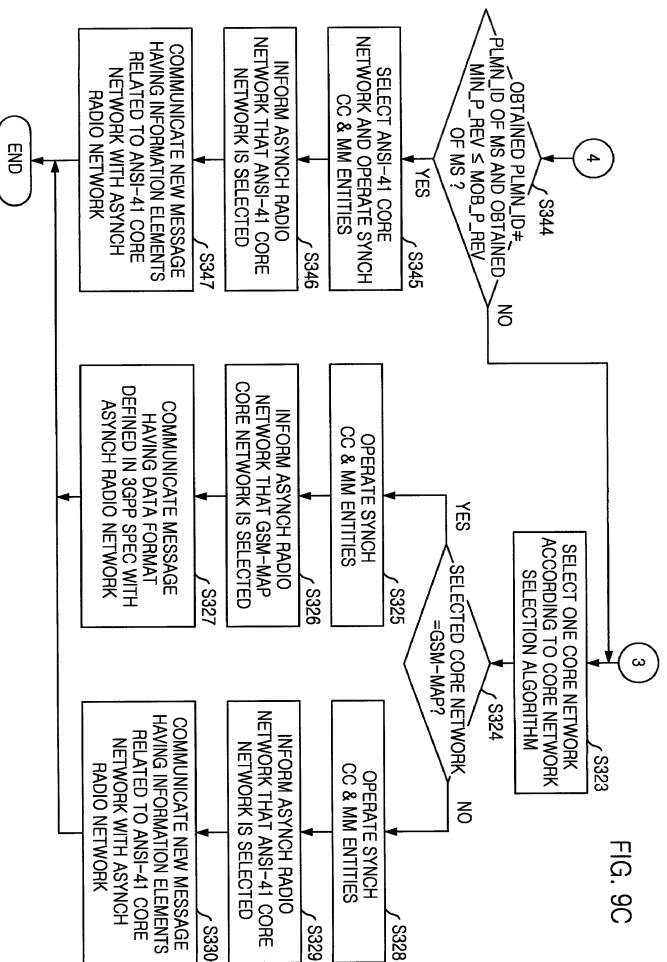 FIG. 9C
4
S344
OBTAINED PLMN_ID≠
PLMN_ID OF MS AND OBTAINED
MIN_P_REV ≤ MOB_P_REV
OF MS ?
YES
NO
S345
SELECT ANSI-41 CORE
NETWORK AND OPERATE SYNCH
CC & MM ENTITIES
S346
INFORM ASYNCH RADIO
NETWORK THAT ANSI-41 CORE
NETWORK IS SELECTED
S347
COMMUNICATE NEW MESSAGE
HAVING INFORMATION ELEMENTS
RELATED TO ANSI-41 CORE
NETWORK WITH ASYNCH
RADIO NETWORK
END
3
S323
SELECT ONE CORE NETWORK
ACCORDING TO CORE NETWORK
SELECTION ALGORITHM
S324
SELECTED CORE NETWORK
=GSM-MAP?
YES
NO
S325
OPERATE SYNCH
CC & MM ENTITIES
S326
INFORM ASYNCH RADIO
NETWORK THAT GSM-MAP
CORE NETWORK IS SELECTED
S327
COMMUNICATE MESSAGE
HAVING DATA FORMAT
DEFINED IN 3GPP SPEC WITH
ASYNCH RADIO NETWORK
S328
OPERATE SYNCH
CC & MM ENTITIES
S329
INFORM ASYNCH RADIO
NETWORK THAT ANSI-41 CORE
NETWORK IS SELECTED
S330
COMMUNICATE NEW MESSAGE
HAVING INFORMATION ELEMENTS
RELATED TO ANSI-41 CORE
NETWORK WITH ASYNCH
RADIO NETWORK